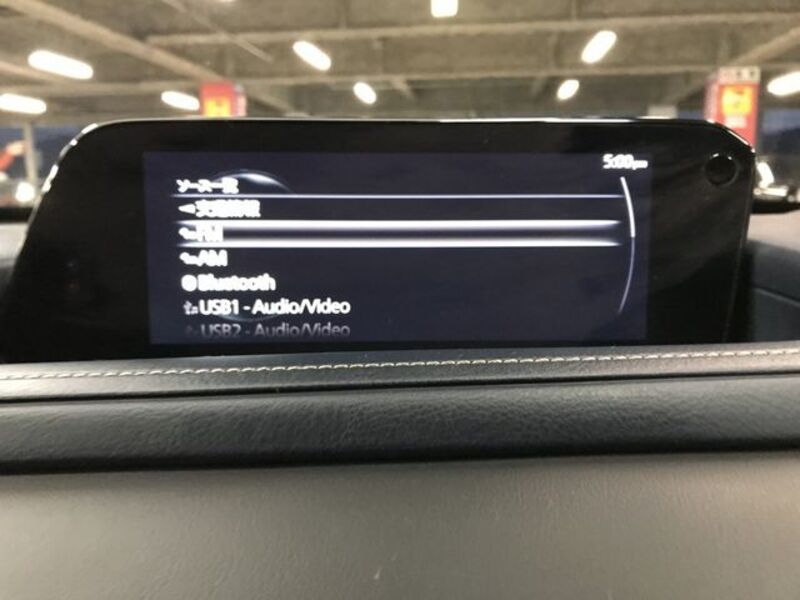 5:00pm
ソース一覧
交通情報
FM
AM
Bluetooth
USB1 - Audio/Video
USB2 - Audio/Video